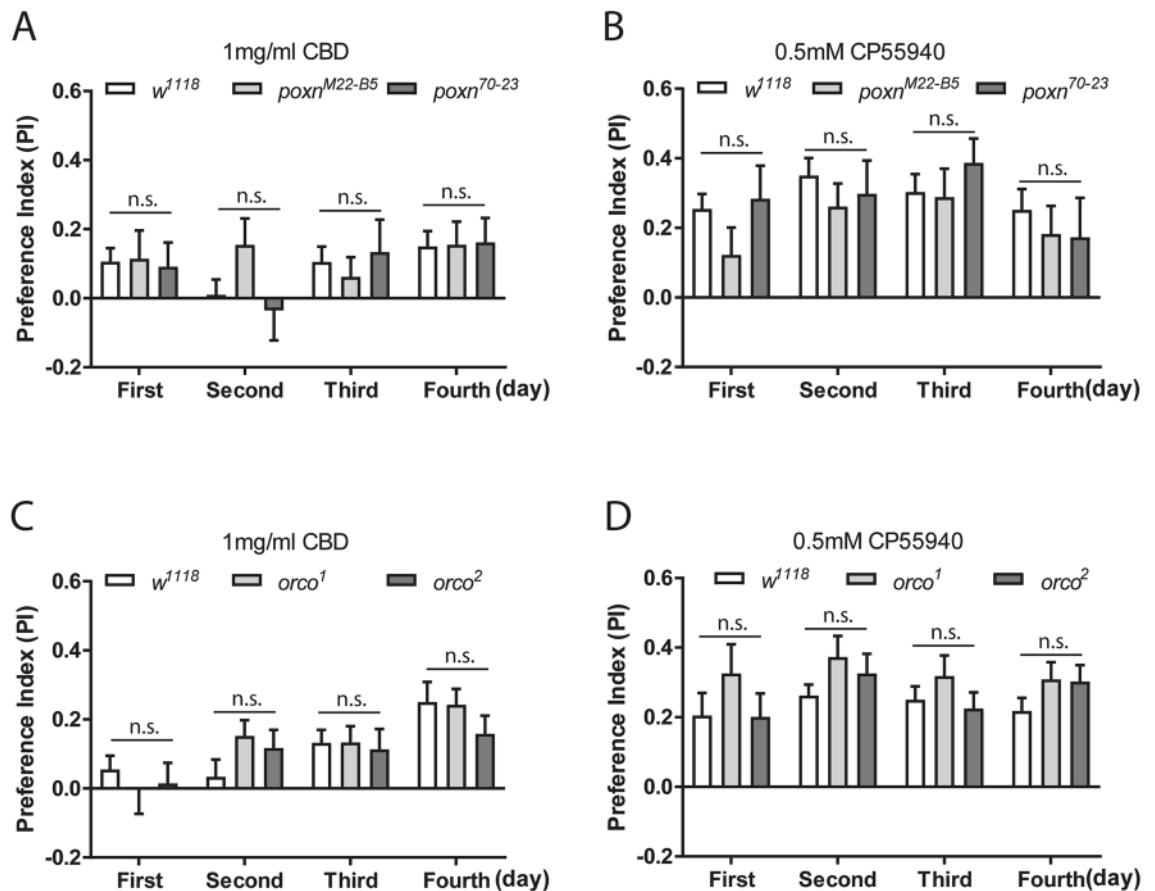 A
1mg/ml CBD
w1118 poxnM22-B5 poxn70-23
Preference Index (PI)
0.6
0.4
0.2
0.0
-0.2
n.s. n.s. n.s. n.s.
First Second Third Fourth (day)
B
0.5mM CP55940
w1118 poxnM22-B5 poxn70-23
Preference Index (PI)
0.6
0.4
0.2
0.0
-0.2
n.s. n.s. n.s. n.s.
First Second Third Fourth(day)
C
1mg/ml CBD
w1118 orco1 orco2
Preference Index (PI)
0.6
0.4
0.2
0.0
-0.2
n.s. n.s. n.s. n.s.
First Second Third Fourth (day)
D
0.5mM CP55940
w1118 orco1 orco2
Preference Index (PI)
0.6
0.4
0.2
0.0
-0.2
n.s. n.s. n.s. n.s.
First Second Third Fourth (day)